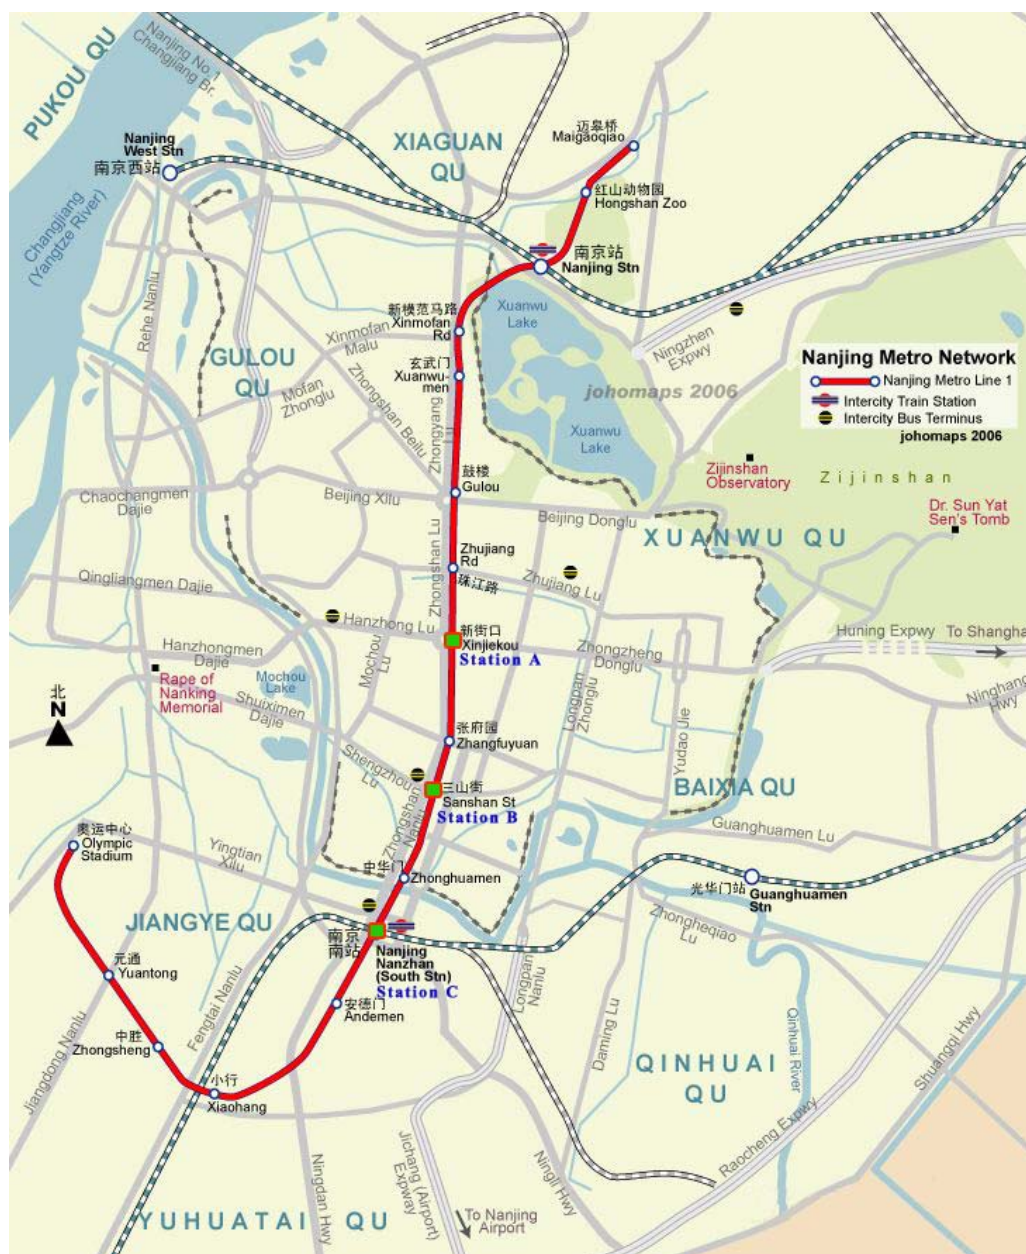 PUKOU QU
Nanjing No.1
Changjiang Br.
Nanjing
West Stn
南京西站
XIAGUAN
QU
迈皋桥
Maigaoqiao
红山动物园
Hongshan Zoo
南京站
Nanjing Stn
Changjiang
(Yangtze River)
Rehe Nanlu
新模范马路
Xinmofan
Rd
Xuanwu
Lake
Xinmofan
Malu
GULOU
QU
玄武门
Xuanwu-
men
Mofan
Zhonglu
Zhongshan Beilu
Zhongyang
Ningzhen
Expwy
johomaps 2006
Nanjing Metro Network
Nanjing Metro Line 1
Intercity Train Station
Intercity Bus Terminus
johomaps 2006
Xuanwu
Lake
Zijinshan
Observatory
Zijinshan
Dr. Sun Yat
Sen's Tomb
鼓楼
Gulou
Chaochangmen
Dajie
Beijing Xilu
Beijing Donglu
XUANWU QU
Zhongshan Lu
Zhujiang
Rd
珠江路
Zhujiang Lu
Qingliangmen Dajie
Hanzhong Lu
新街口
Xinjiekou
Station A
Hanzhongmen
Dajie
Mochou
Lu
Zhongzheng
Donglu
Huning Expwy
To Shangha
Ninghang
Hwy
Rape of
Nanking
Memorial
Mochou
Lake
Shuiximen
Dajie
北
N
Longpan
Zhonglu
Yudao Jie
张府园
Zhangfuyuan
Shengzhou
Lu
三山街
Sanshan St
Station B
Zhongshan
Nanlu
BAIXIA QU
Guanghuamen Lu
奥运中心
Olympic
Stadium
Yingtian
Xilu
中华门
Zhonghuamen
光华门站
Guanghuamen
Stn
JIANGYE QU
南京
南站
Nanjing
Nanzhan
(South Stn)
Station C
Zhongheqiao
Lu
元通
Yuantong
安德门
Andemen
Fengtai Nanlu
Longpan
Nanlu
Daming Lu
中胜
Zhongsheng
Jiangdong Nanlu
小行
Xiaohang
QINHUAI
QU
Qinhuai River
Shuangqi Hwy
Raocheng Expwy
Jichang (Airport)
Expway
Ningli Hwy
Ningdan Hwy
YUHUATAI QU
To Nanjing
Airport